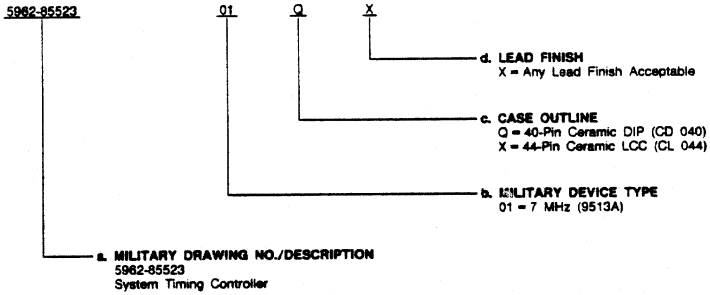 5962-85523 01 Q X
d. LEAD FINISH
X = Any Lead Finish Acceptable
c. CASE OUTLINE
Q = 40-Pin Ceramic DIP (CD 040)
X = 44-Pin Ceramic LCC (CL 044)
b. MILITARY DEVICE TYPE
01 = 7 MHz (9513A)
a. MILITARY DRAWING NO./DESCRIPTION
5962-85523
System Timing Controller